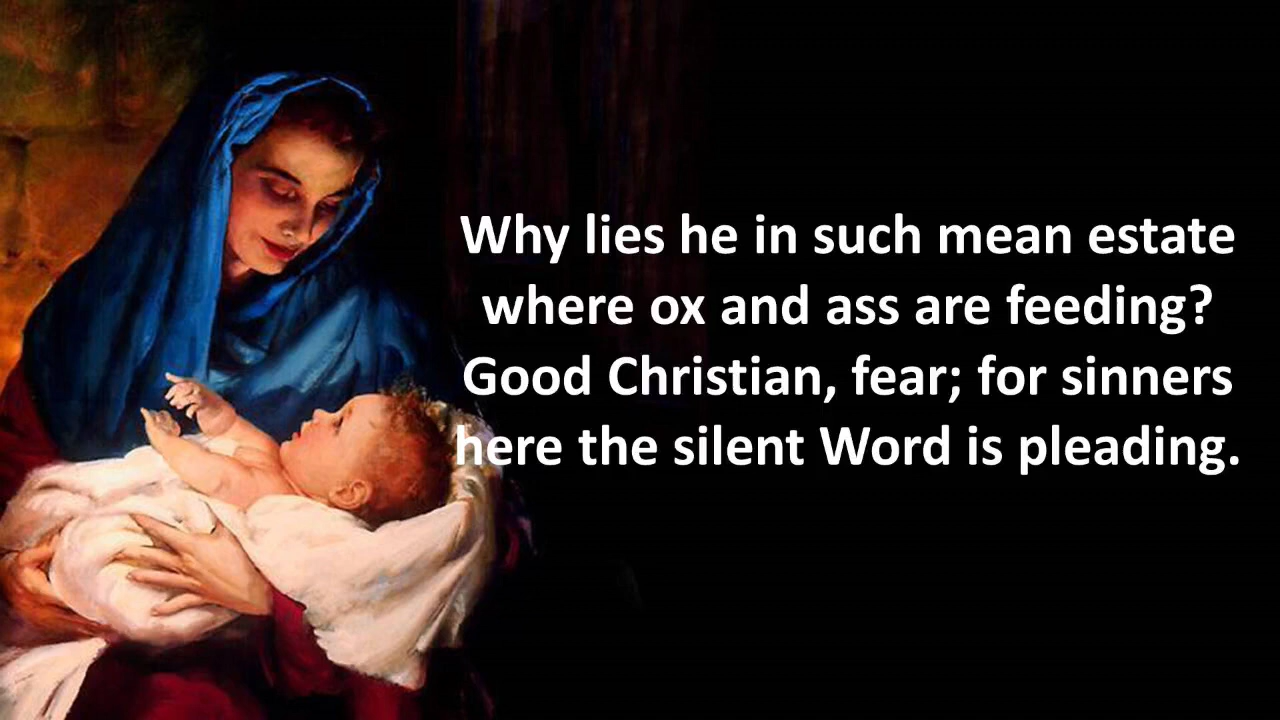 Why lies he in such mean estate
where ox and ass are feeding?
Good Christian, fear; for sinners
here the silent Word is pleading.